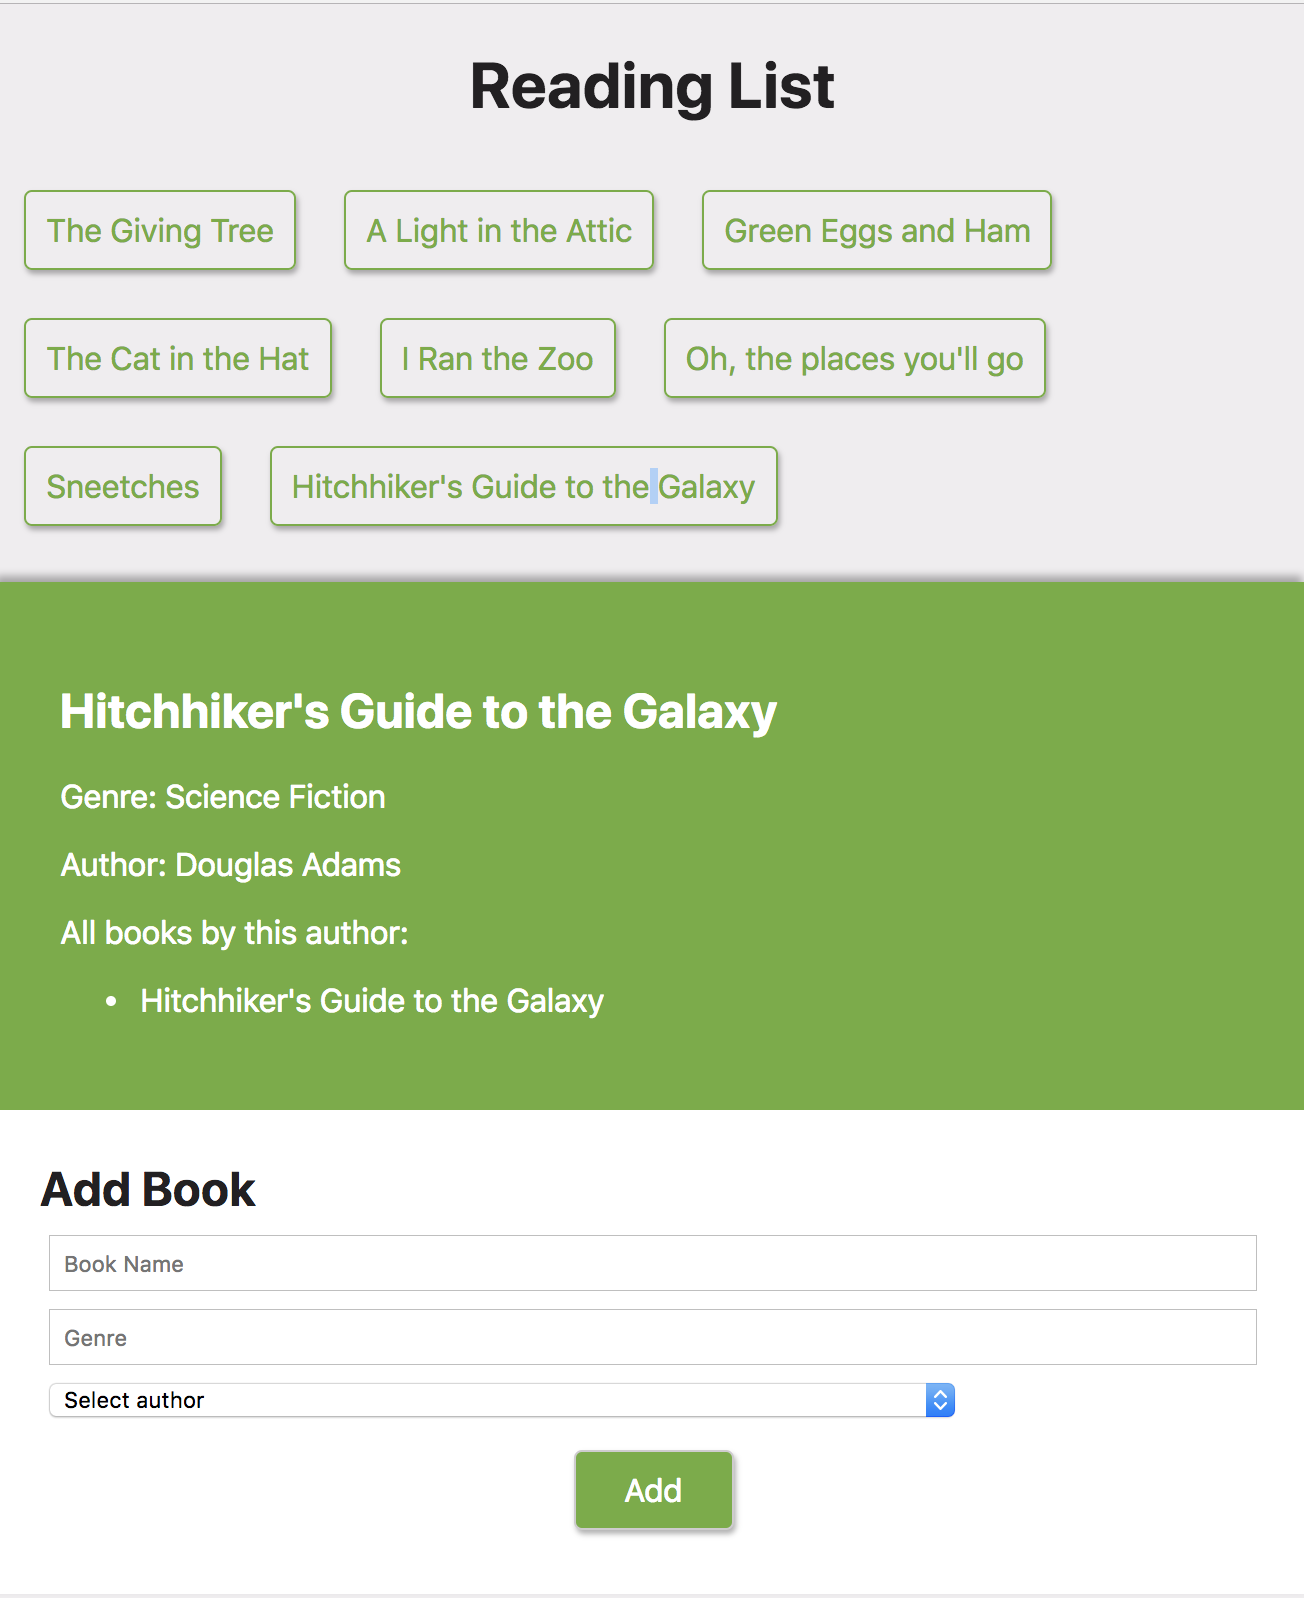 Reading List
The Giving Tree
A Light in the Attic
Green Eggs and Ham
The Cat in the Hat
I Ran the Zoo
Oh, the places you'll go
Sneetches
Hitchhiker's Guide to the Galaxy
Hitchhiker's Guide to the Galaxy
Genre: Science Fiction
Author: Douglas Adams
All books by this author:
• Hitchhiker's Guide to the Galaxy
Add Book
Book Name
Genre
Select author
Add